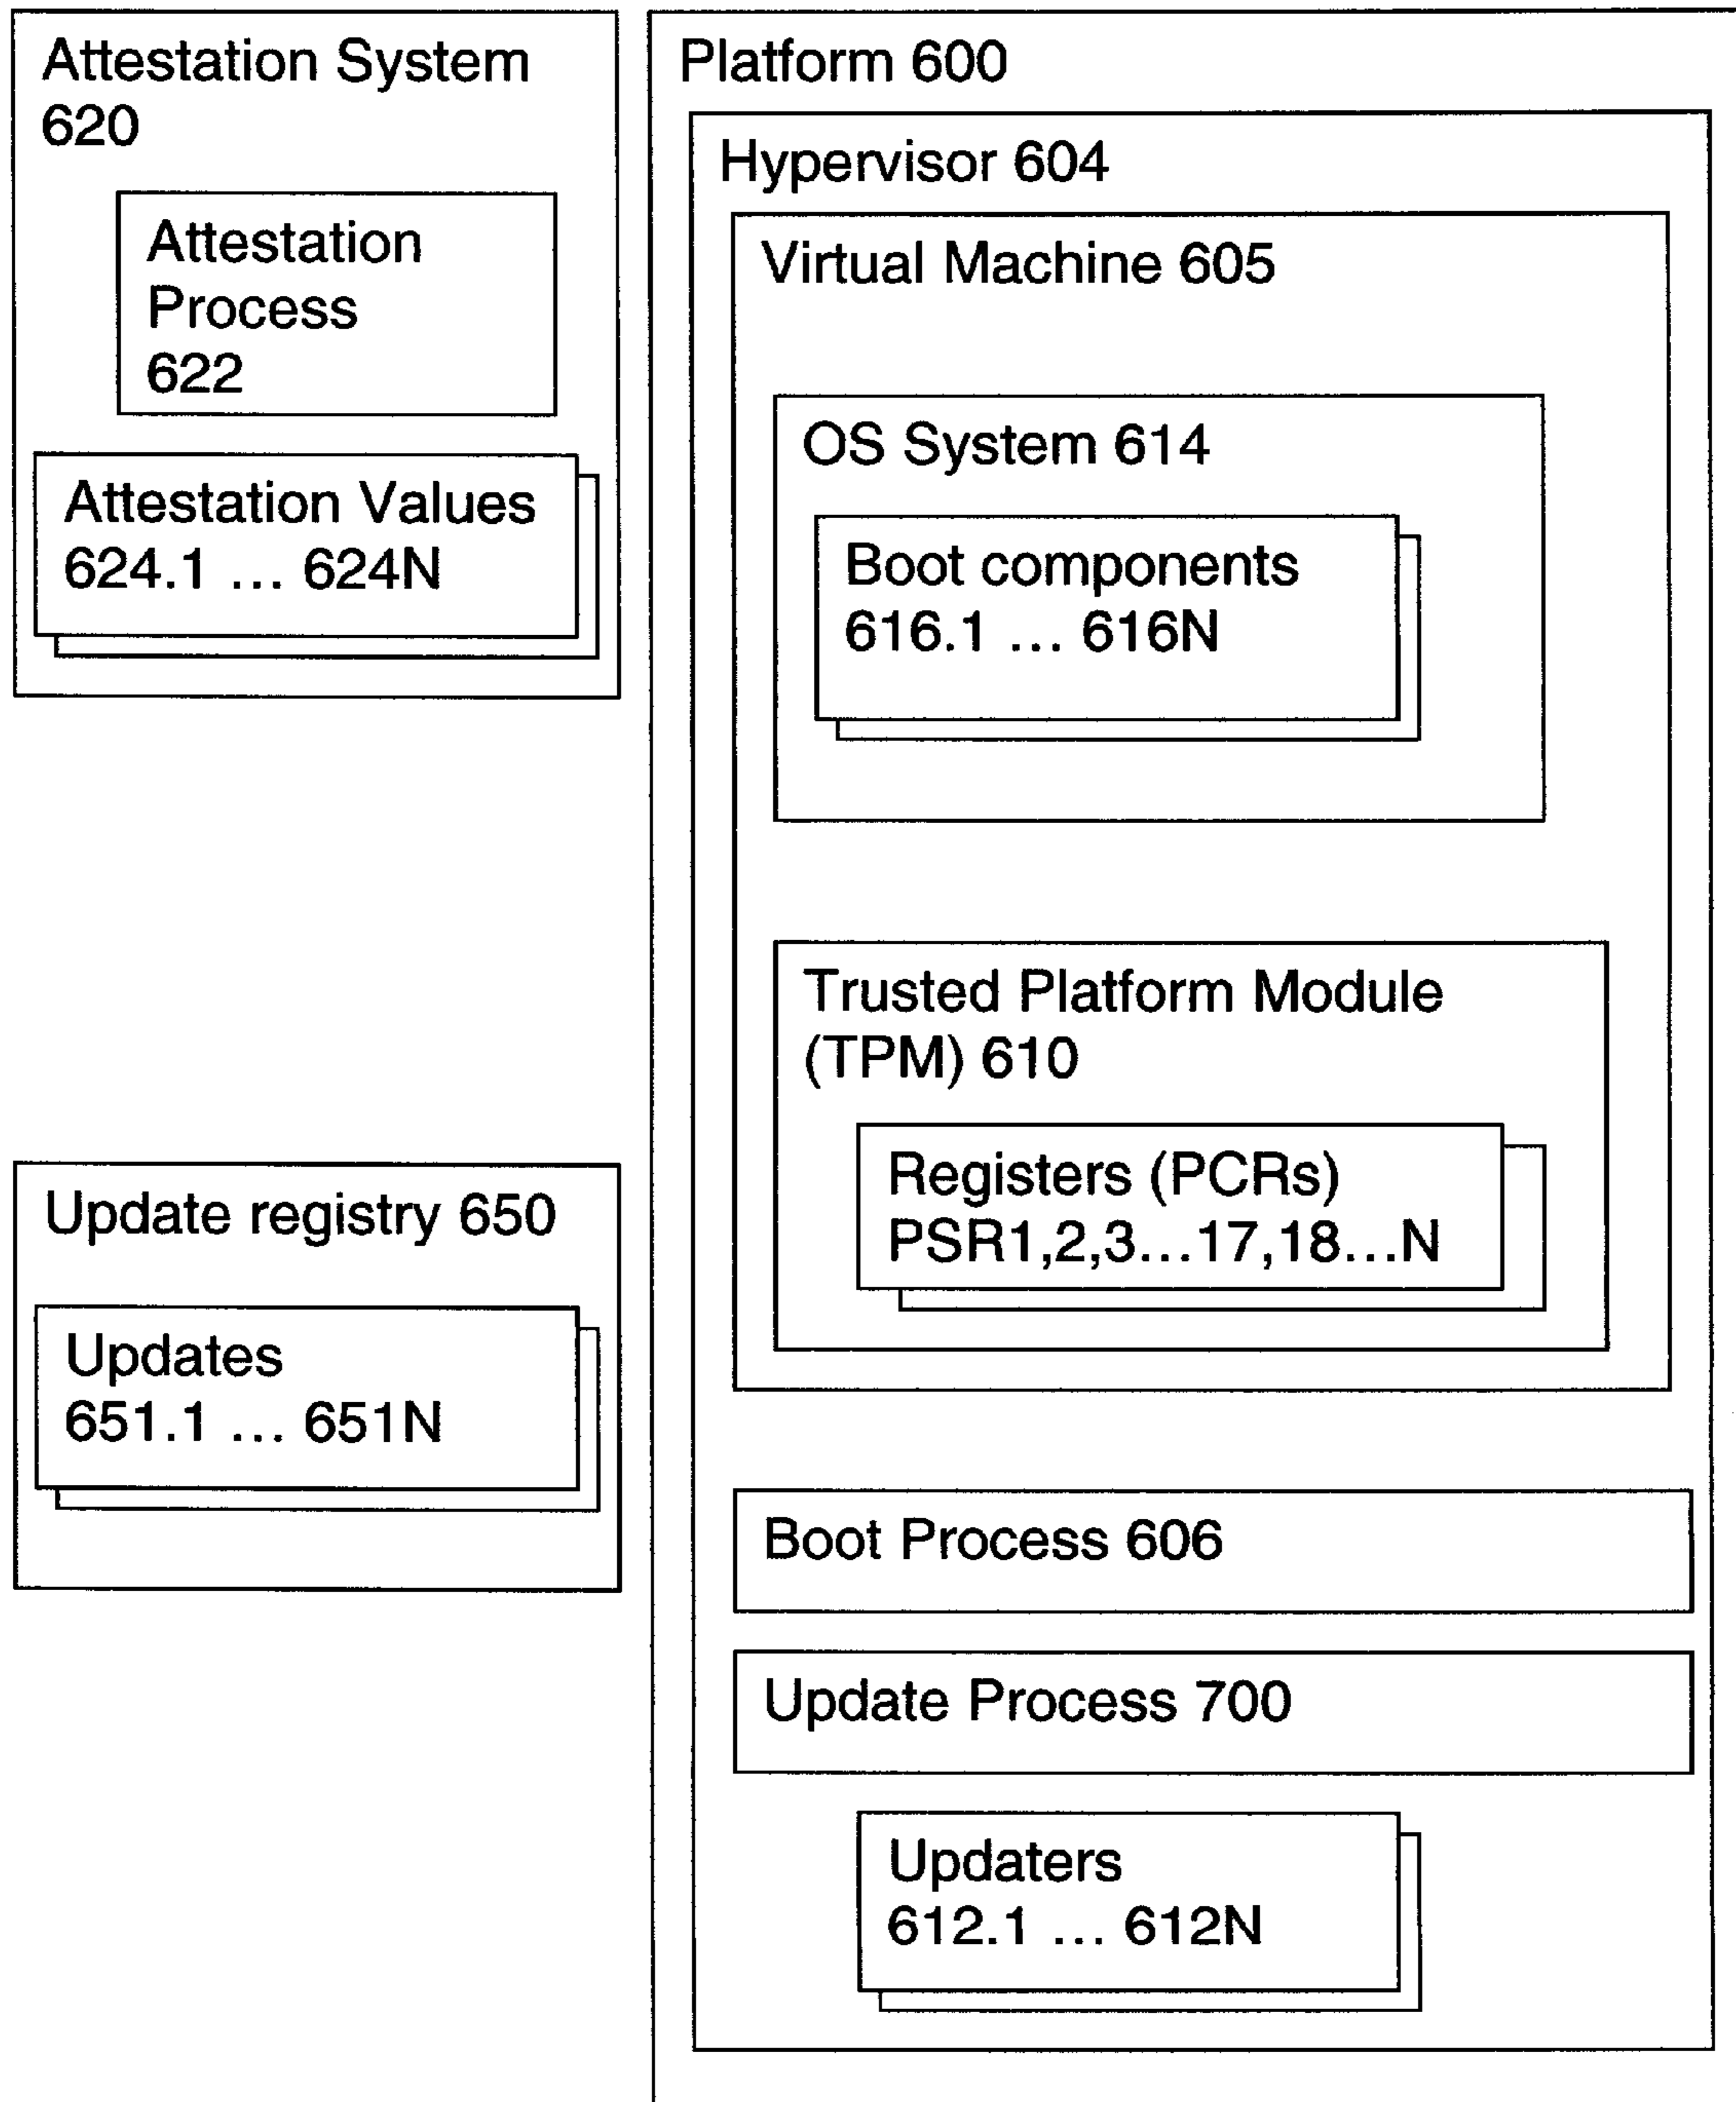 Attestation System
620
Attestation
Process
622
Attestation Values
624.1 ... 624N
Update registry 650
Updates
651.1 ... 651N
Platform 600
Hypervisor 604
Virtual Machine 605
OS System 614
Boot components
616.1 ... 616N
Trusted Platform Module
(TPM) 610
Registers (PCRs)
PSR1,2,3...17,18...N
Boot Process 606
Update Process 700
Updaters
612.1 ... 612N